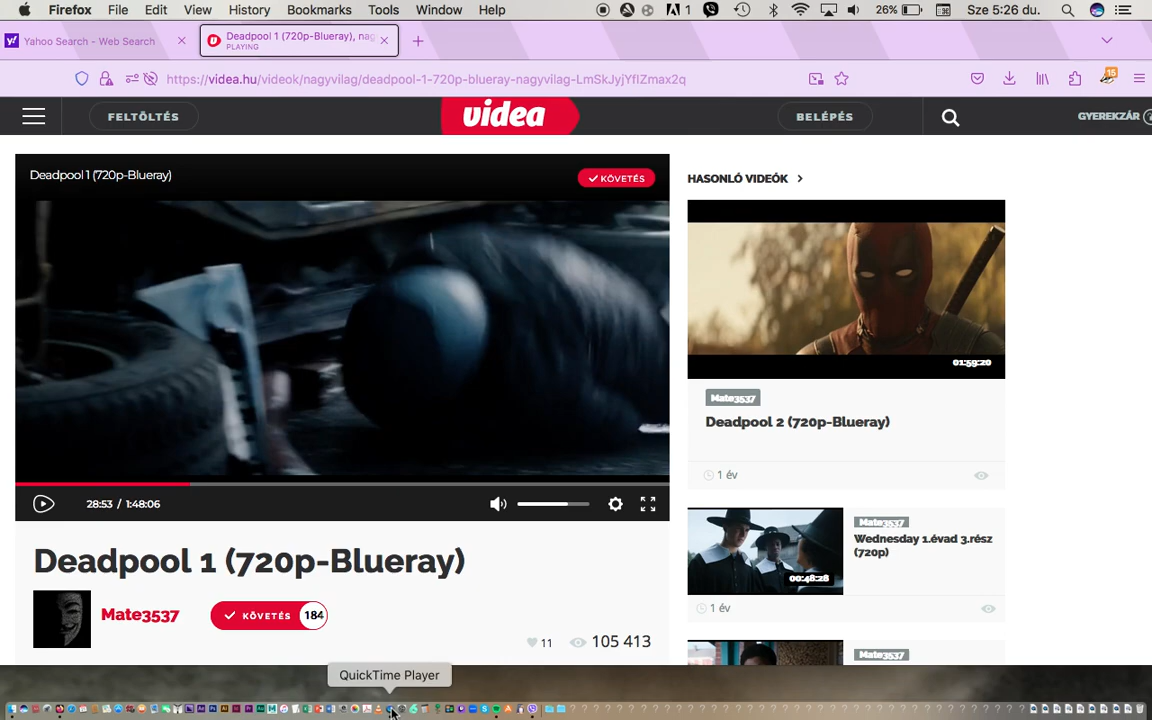 Firefox File Edit View History Bookmarks Tools Window Help 1 26% Sze 5:26 du.
Yahoo Search – Web Search
Deadpool 1 (720p-Blueray), nag
PLAYING
https://videa.hu/videok/nagyvilag/deadpool-1-720p-blueray-nagyvilag-LmSkJyjYfIZmax2q
15
FELTÖLTÉS
videa
BELÉPÉS
GYEREKZÁR
Deadpool 1 (720p-Blueray)
KÖVETÉS
28:53 / 1:48:06
HASONLÓ VIDEÓK
01:59:20
Mate3537
Deadpool 2 (720p-Blueray)
1 év
00:48:28
Mate3537
Wednesday 1.évad 3.rész
(720p)
1 év
Mate3537
Deadpool 1 (720p-Blueray)
Mate3537
KÖVETÉS 184
11 105 413
QuickTime Player